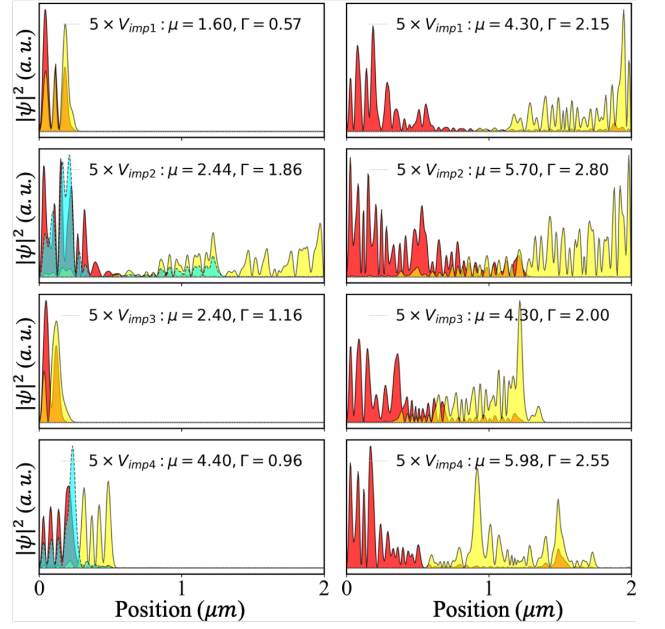 5 × V_imp1 : μ = 1.60, Γ = 0.57
5 × V_imp1 : μ = 4.30, Γ = 2.15
|ψ|² (a.u.)
5 × V_imp2 : μ = 2.44, Γ = 1.86
5 × V_imp2 : μ = 5.70, Γ = 2.80
|ψ|² (a.u.)
5 × V_imp3 : μ = 2.40, Γ = 1.16
5 × V_imp3 : μ = 4.30, Γ = 2.00
|ψ|² (a.u.)
5 × V_imp4 : μ = 4.40, Γ = 0.96
5 × V_imp4 : μ = 5.98, Γ = 2.55
|ψ|² (a.u.)
0 1 2 0 1 2
Position (μm) Position (μm)